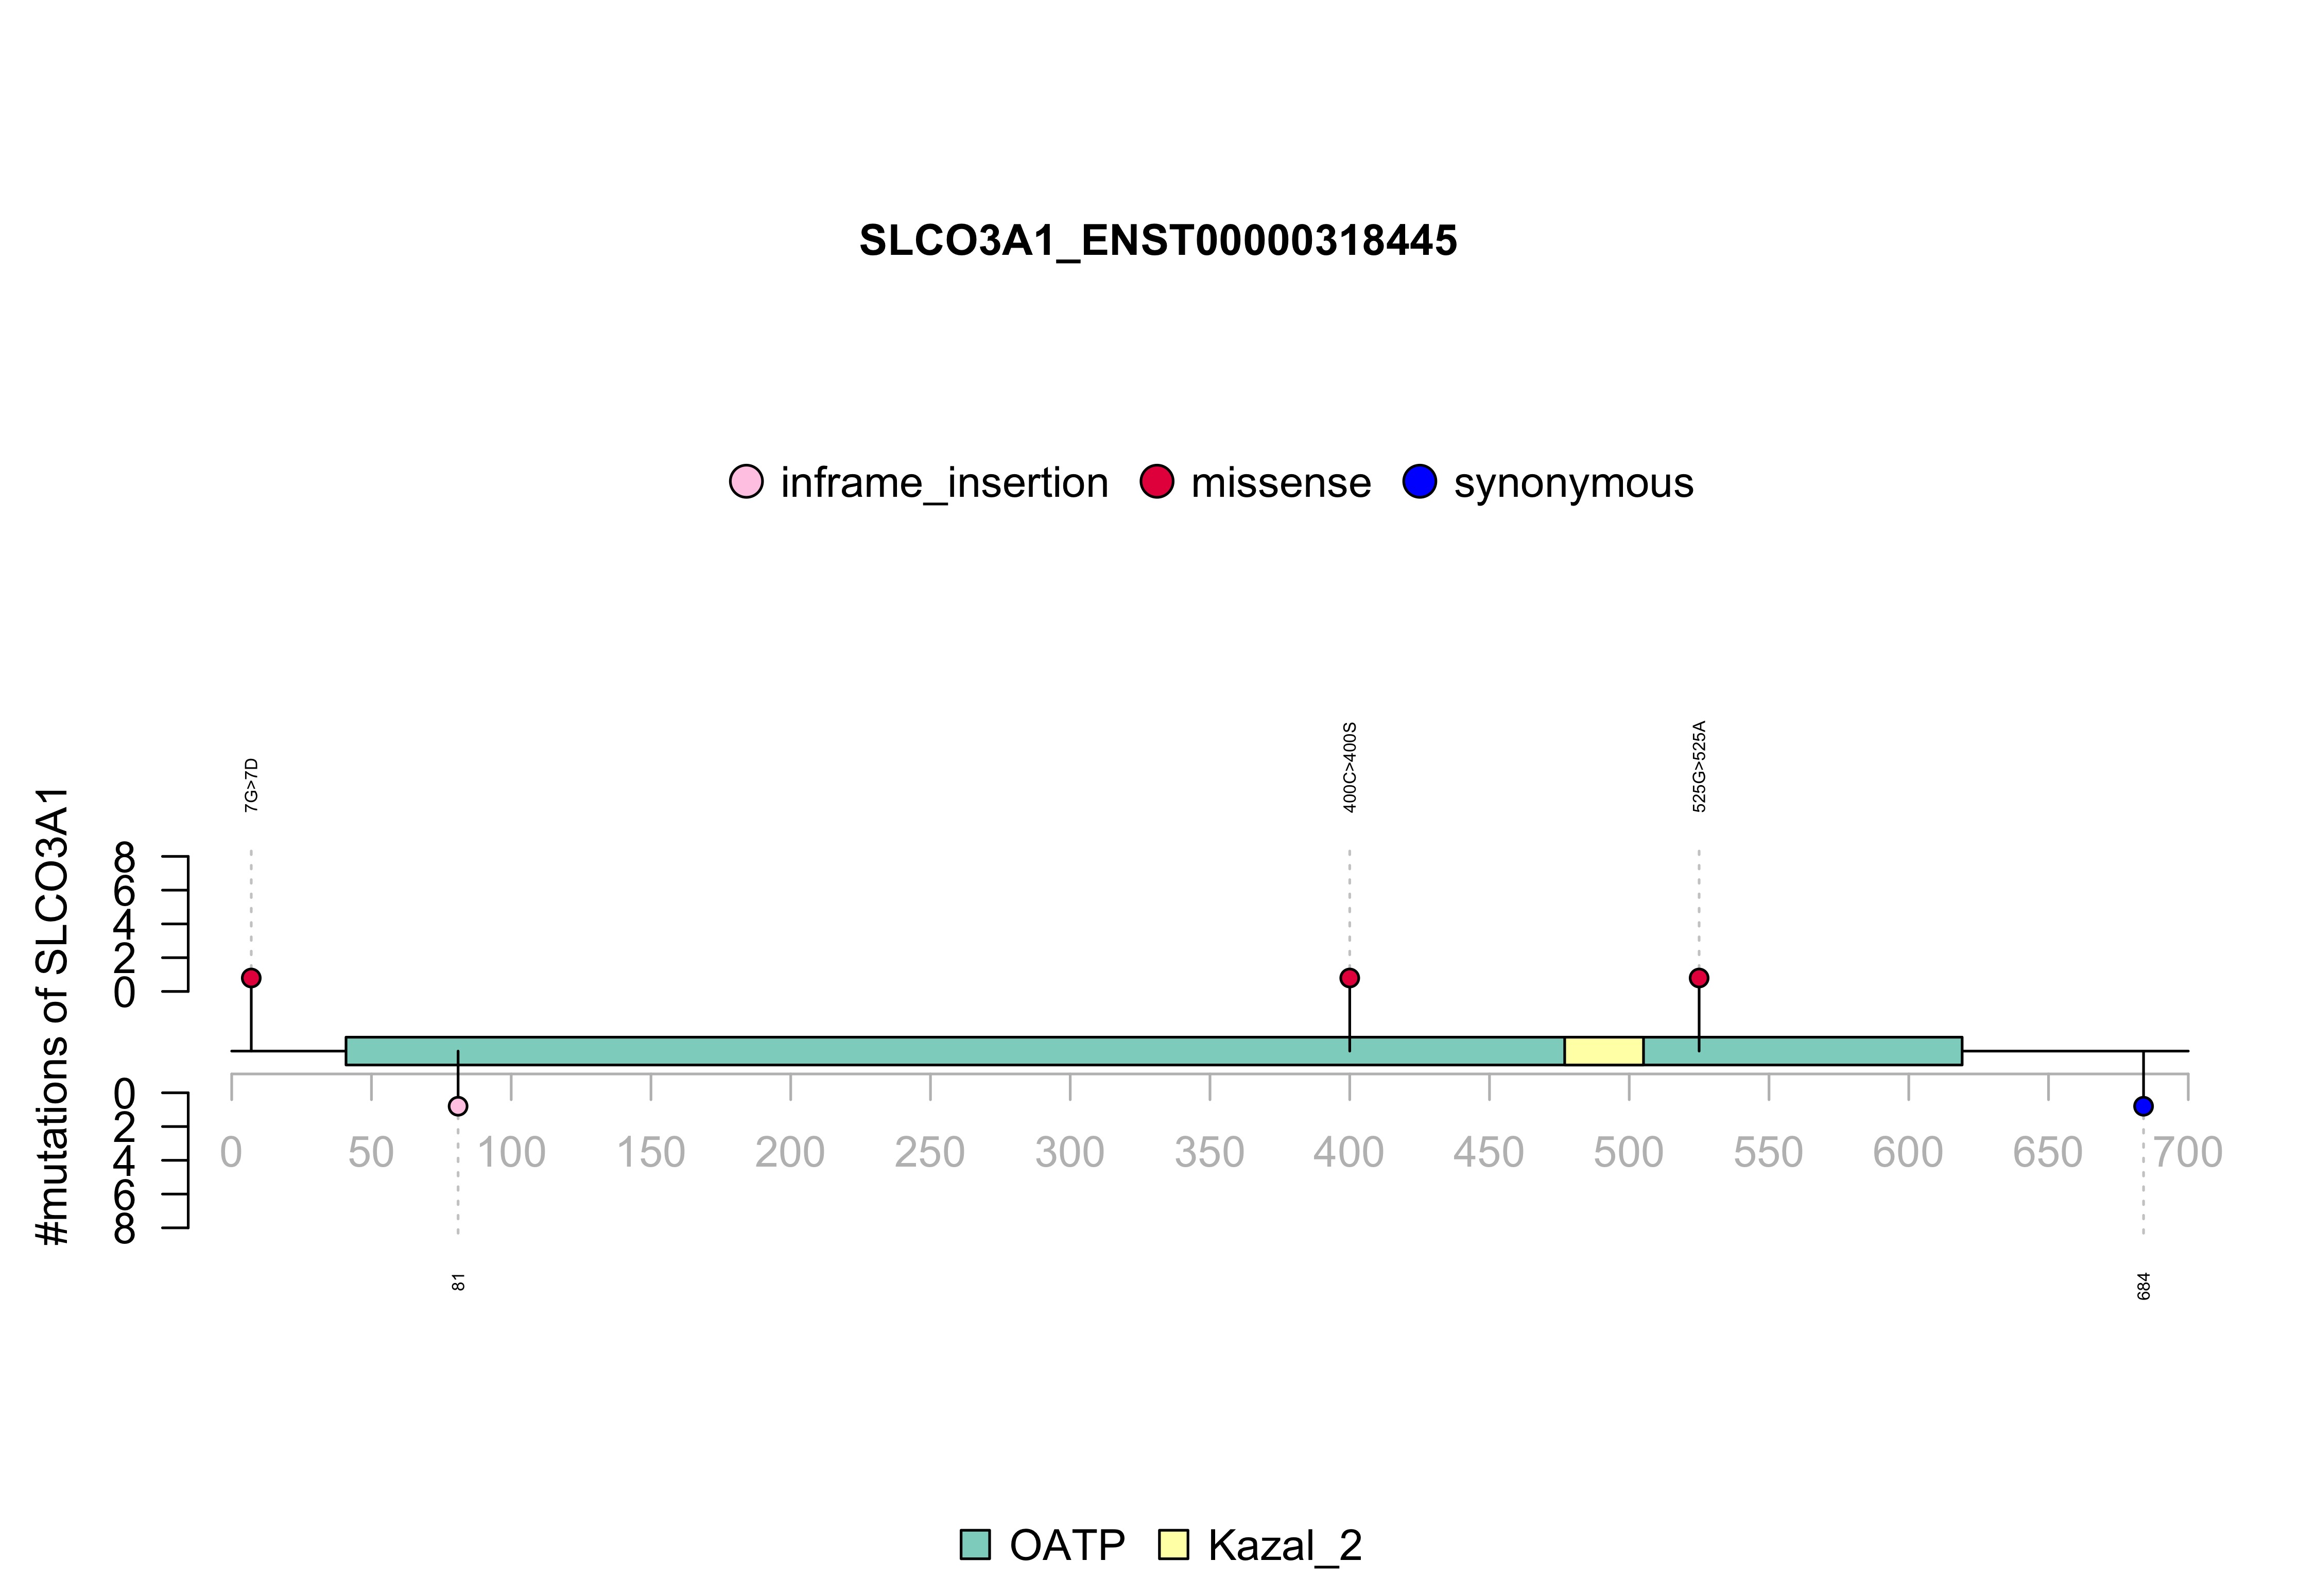 SLCO3A1_ENST00000318445
inframe_insertion missense synonymous
7G>7D
400C>400S
525G>525A
#mutations of SLCO3A1
8
6
4
2
0
0
2
4
6
8
0 50 100 150 200 250 300 350 400 450 500 550 600 650 700
81
684
OATP Kazal_2